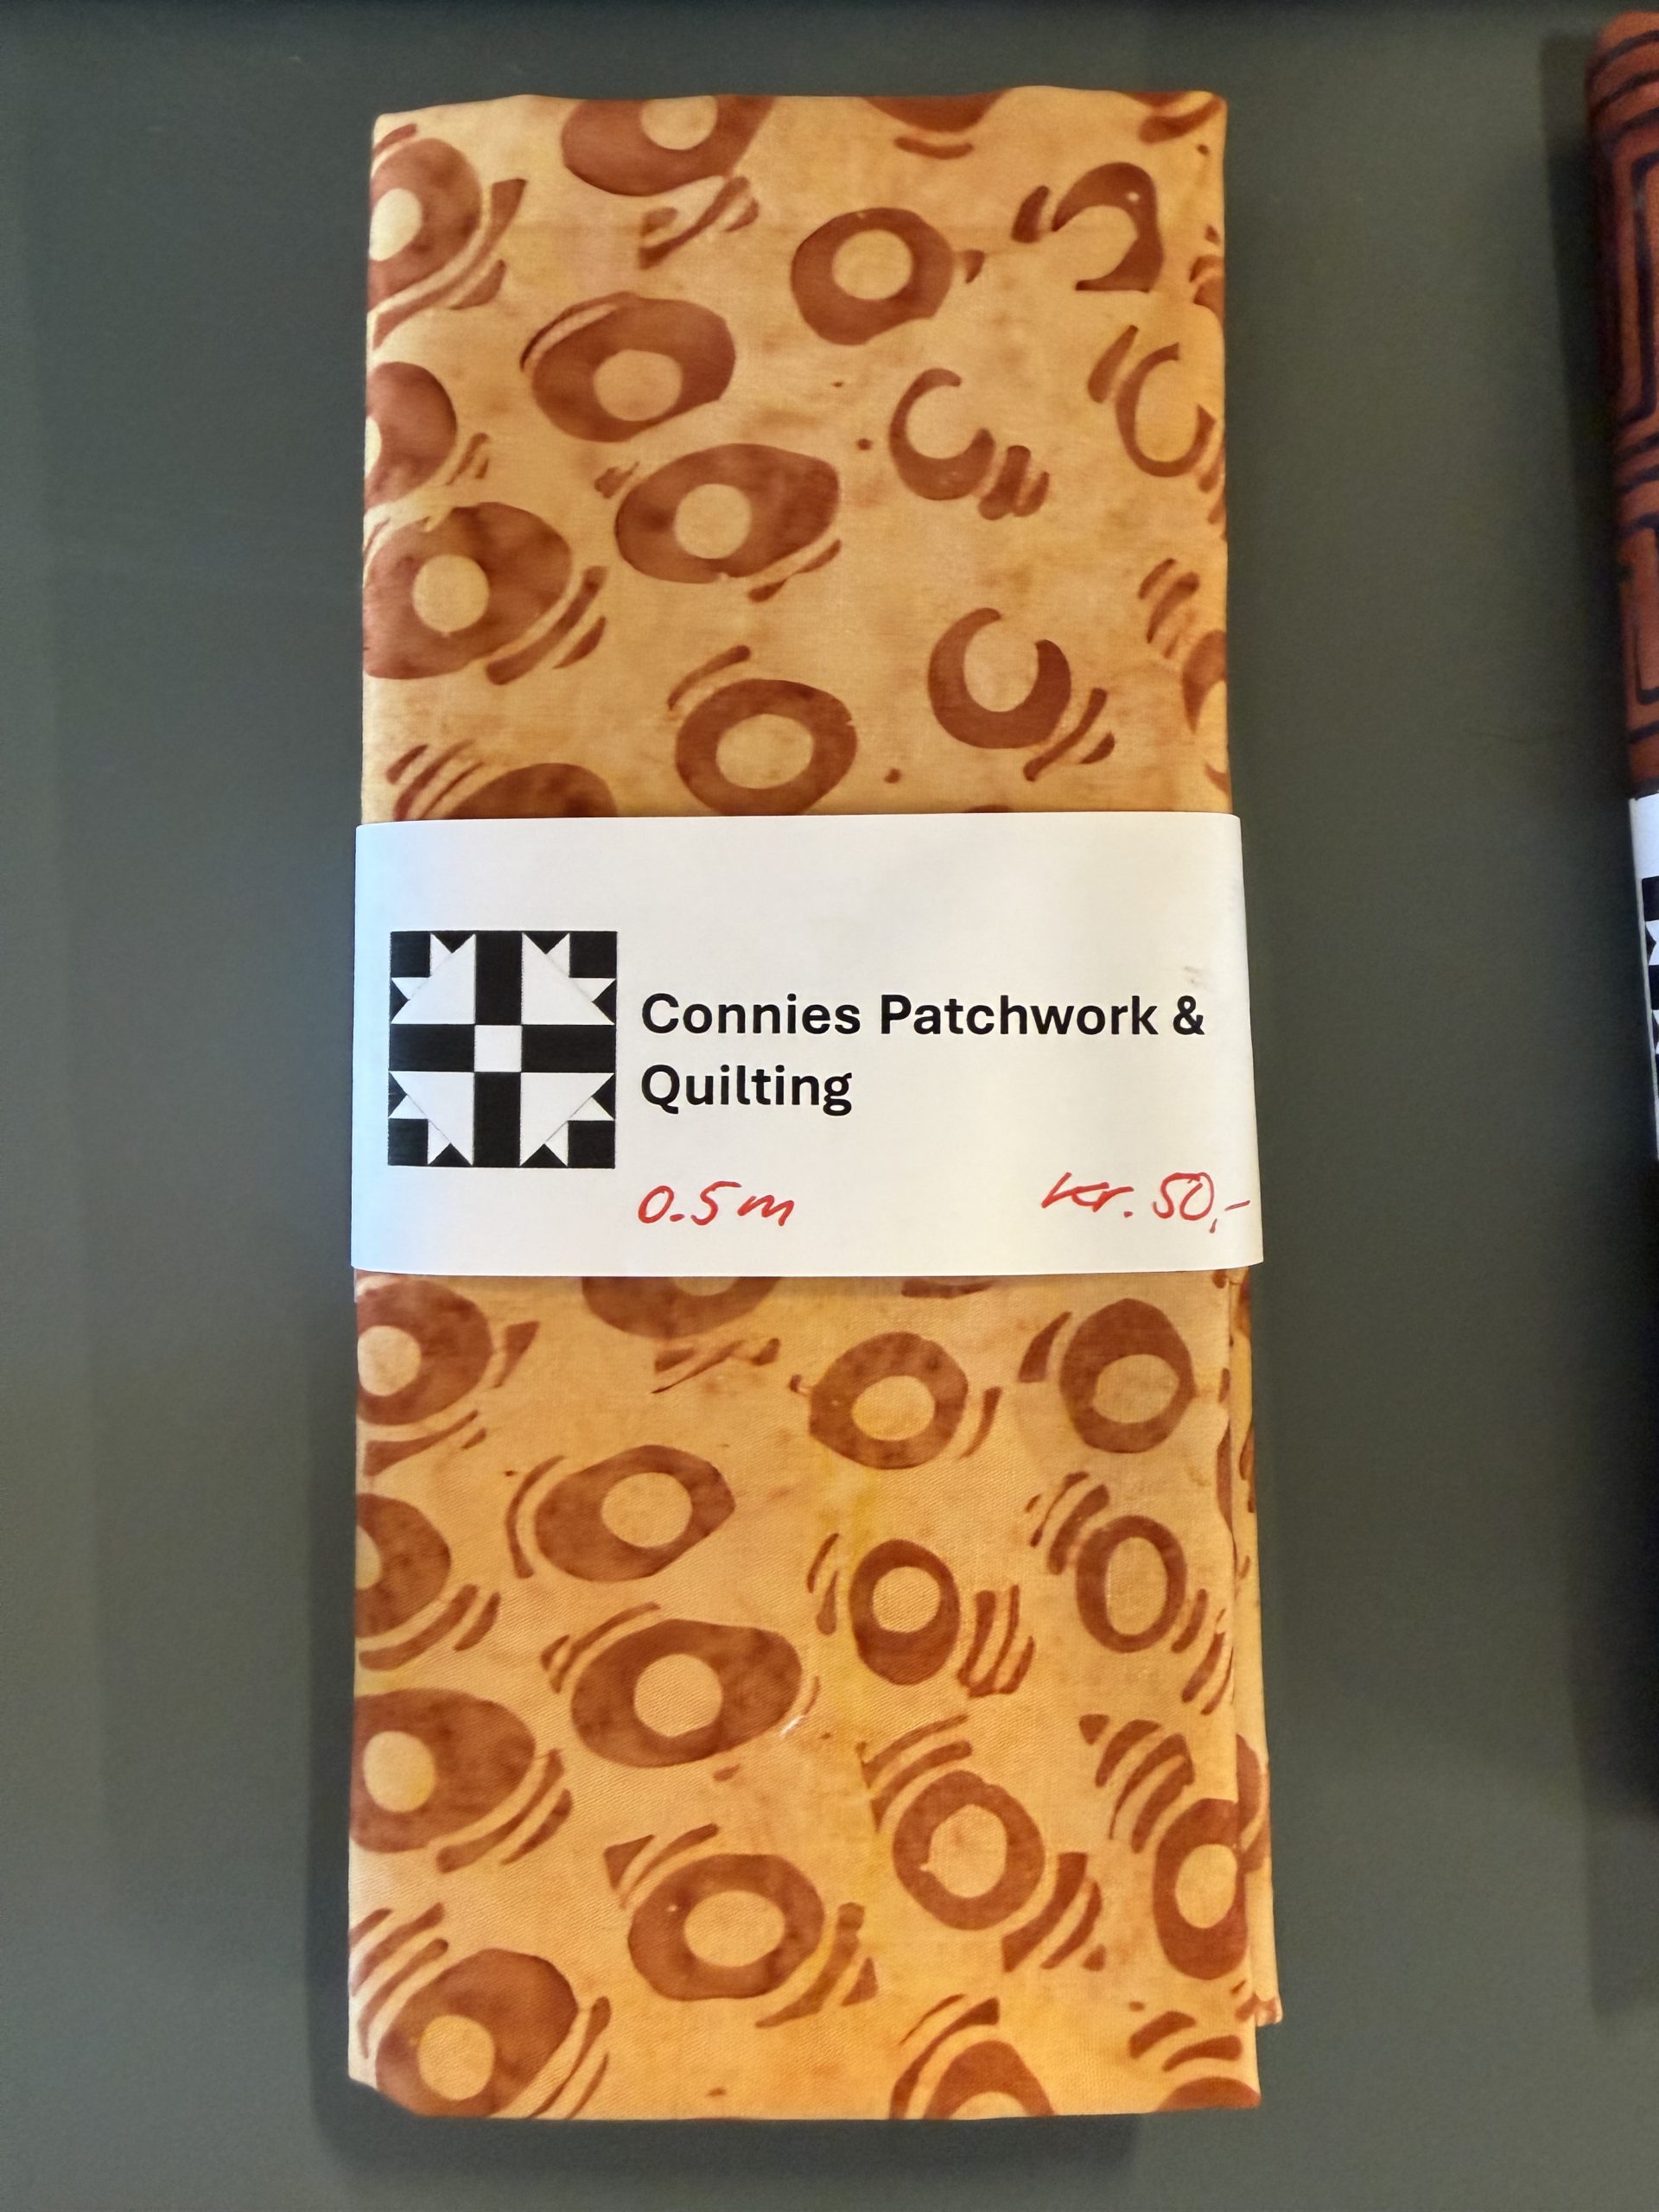 Connies Patchwork &
Quilting
0.5m kr. 50,-